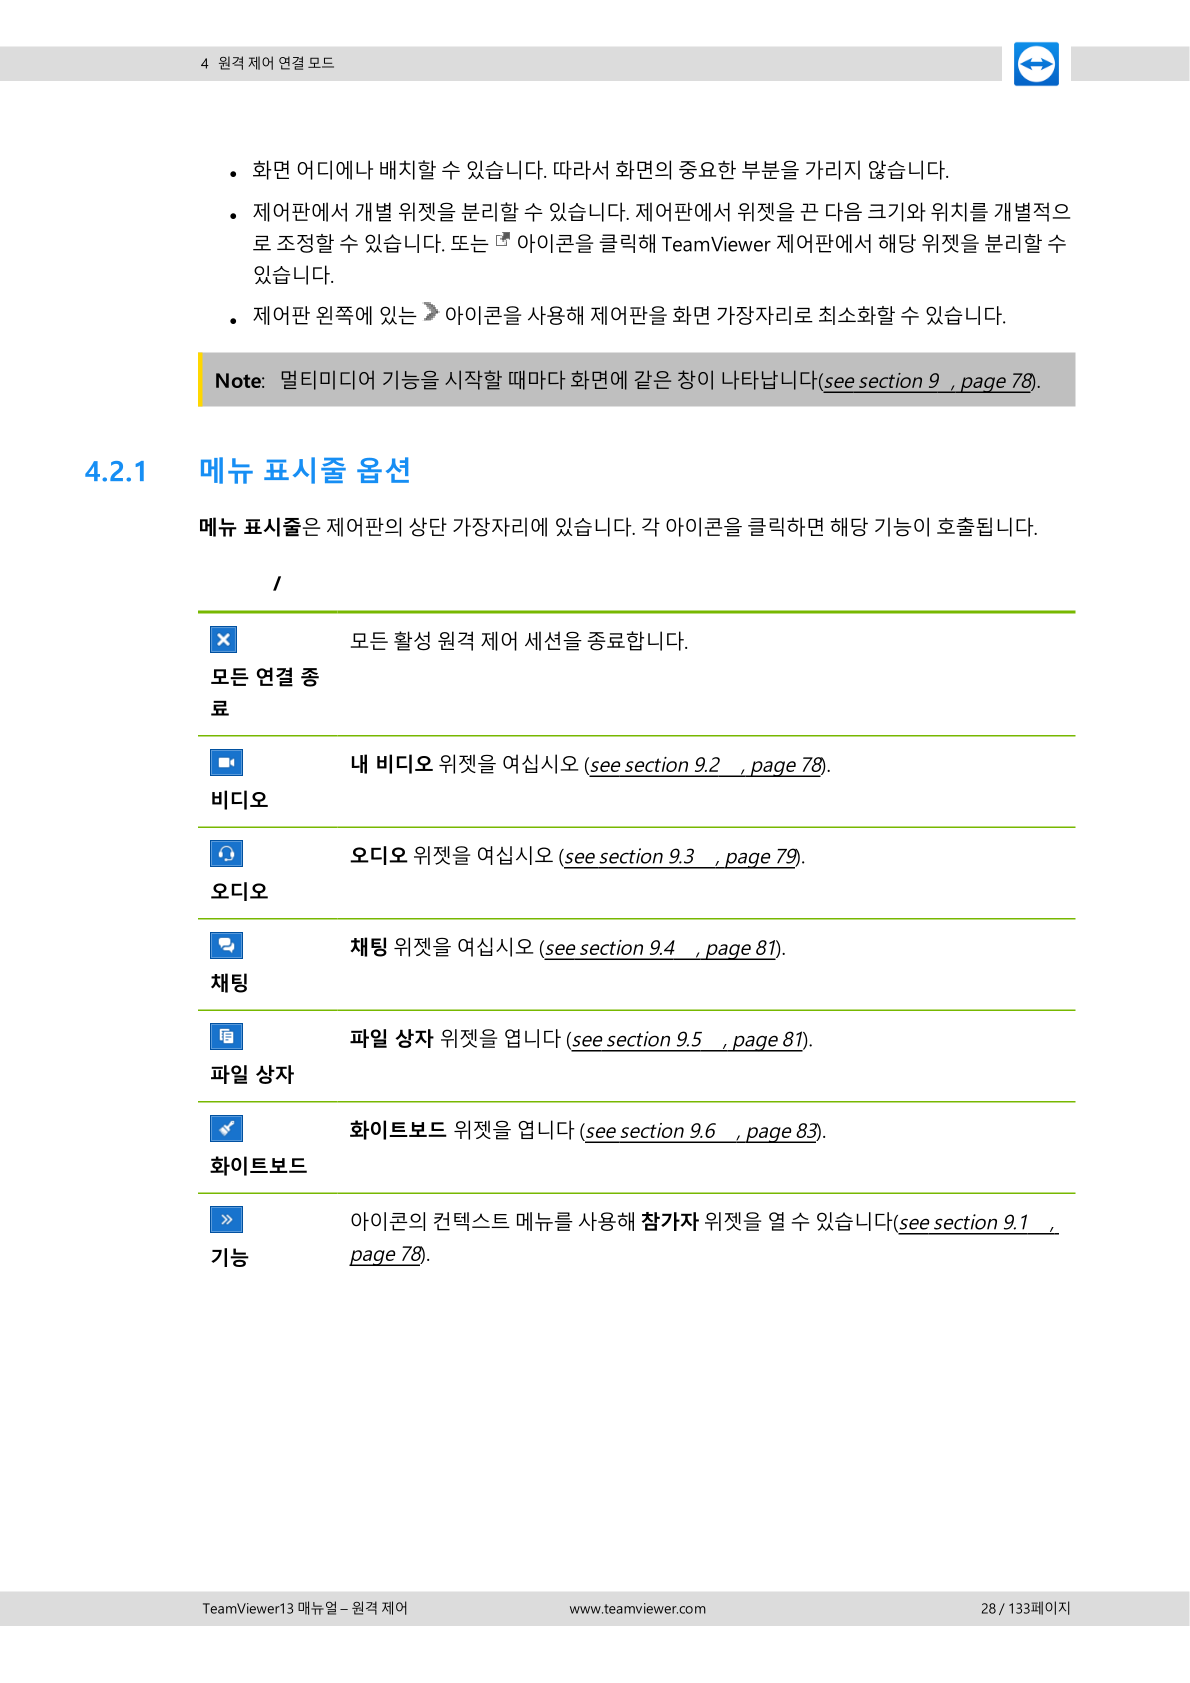 4 원격 제어 연결 모드
• 화면 어디에나 배치할 수 있습니다. 따라서 화면의 중요한 부분을 가리지 않습니다.
• 제어판에서 개별 위젯을 분리할 수 있습니다. 제어판에서 위젯을 끈 다음 크기와 위치를 개별적으
로 조정할 수 있습니다. 또는 아이콘을 클릭해 TeamViewer 제어판에서 해당 위젯을 분리할 수
있습니다.
• 제어판 왼쪽에 있는 아이콘을 사용해 제어판을 화면 가장자리로 최소화할 수 있습니다.
Note: 멀티미디어 기능을 시작할 때마다 화면에 같은 창이 나타납니다(see section 9 , page 78).
4.2.1 메뉴 표시줄 옵션
메뉴 표시줄은 제어판의 상단 가장자리에 있습니다. 각 아이콘을 클릭하면 해당 기능이 호출됩니다.
/
모든 활성 원격 제어 세션을 종료합니다.
모든 연결 종
료
내 비디오 위젯을 여십시오 (see section 9.2 , page 78).
비디오
오디오 위젯을 여십시오 (see section 9.3 , page 79).
오디오
채팅 위젯을 여십시오 (see section 9.4 , page 81).
채팅
파일 상자 위젯을 엽니다 (see section 9.5 , page 81).
파일 상자
화이트보드 위젯을 엽니다 (see section 9.6 , page 83).
화이트보드
아이콘의 컨텍스트 메뉴를 사용해 참가자 위젯을 열 수 있습니다(see section 9.1 ,
page 78).
기능
TeamViewer13 매뉴얼 – 원격 제어 www.teamviewer.com 28 / 133페이지